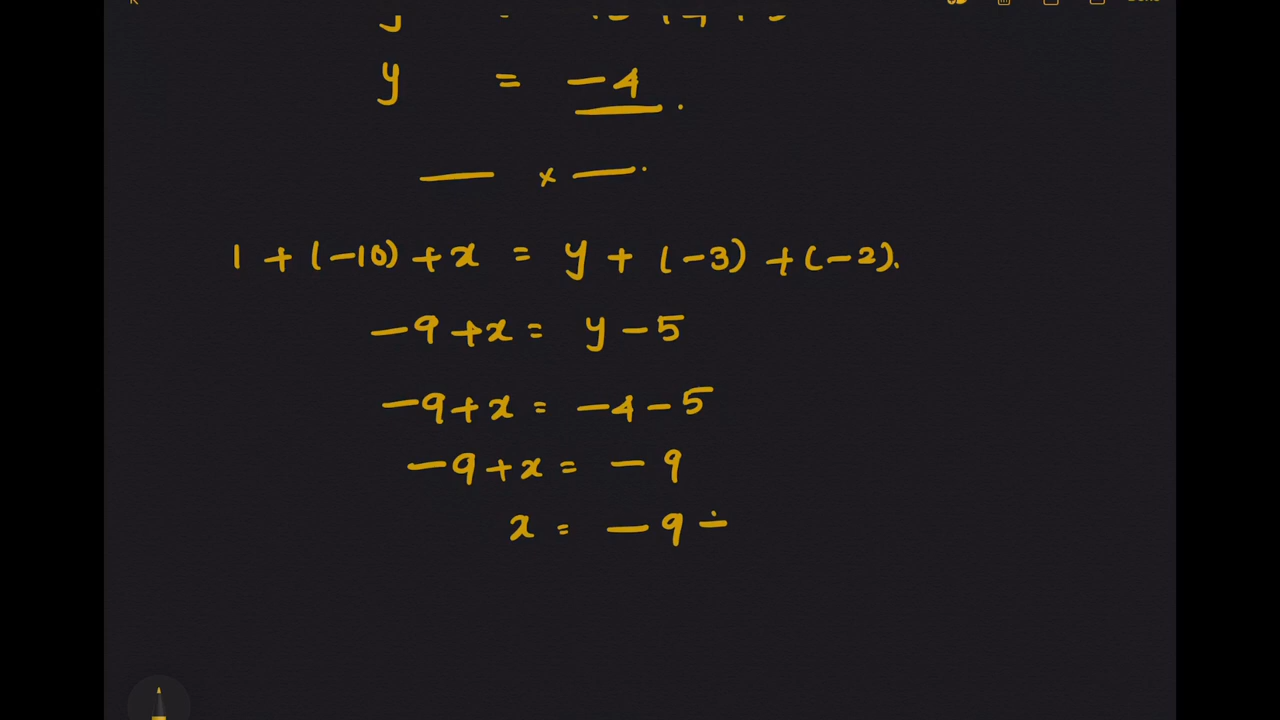 y = -4.
— x —.
1 + (-10) + x = y + (-3) + (-2).
-9 + x = y - 5
-9 + x = -4 - 5
-9 + x = -9
x = -9 -